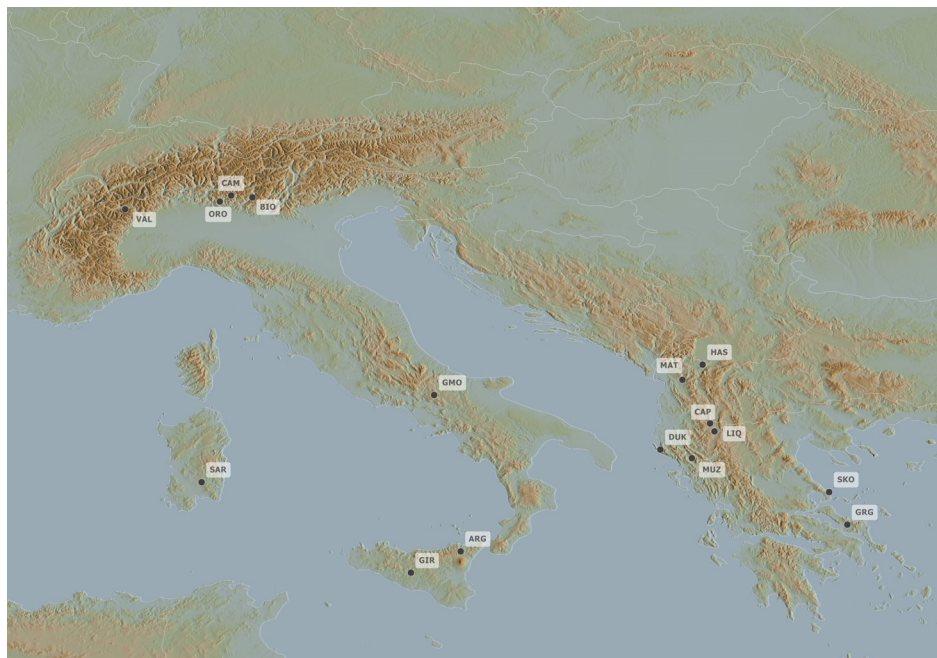 CAM
ORO
BIO
VAL
HAS
MAT
GMO
CAP
LIQ
DUK
MUZ
SAR
SKO
GRG
ARG
GIR